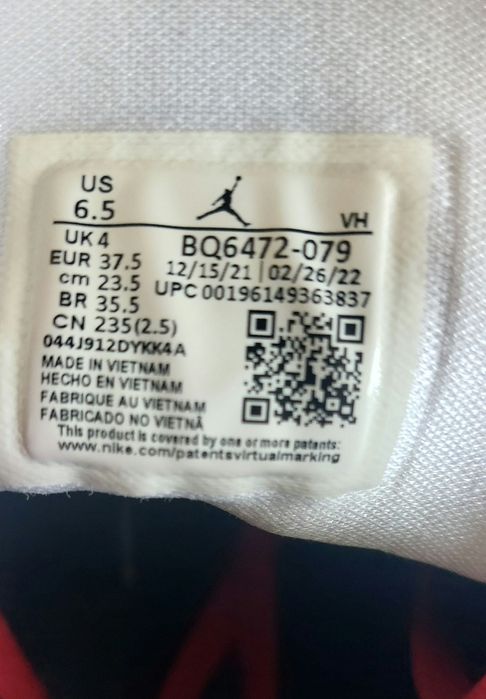 US
6.5
VH
UK 4
EUR 37.5
cm 23.5
BR 35.5
CN 235(2.5)
BQ6472-079
12/15/21 | 02/26/22
UPC 00196149363837
044J912DYKK4A
MADE IN VIETNAM
HECHO EN VIETNAM
FABRIQUE AU VIETNAM
FABRICADO NO VIETNÃ
This product is covered by one or more patents:
www.nike.com/patentsvirtualmarking